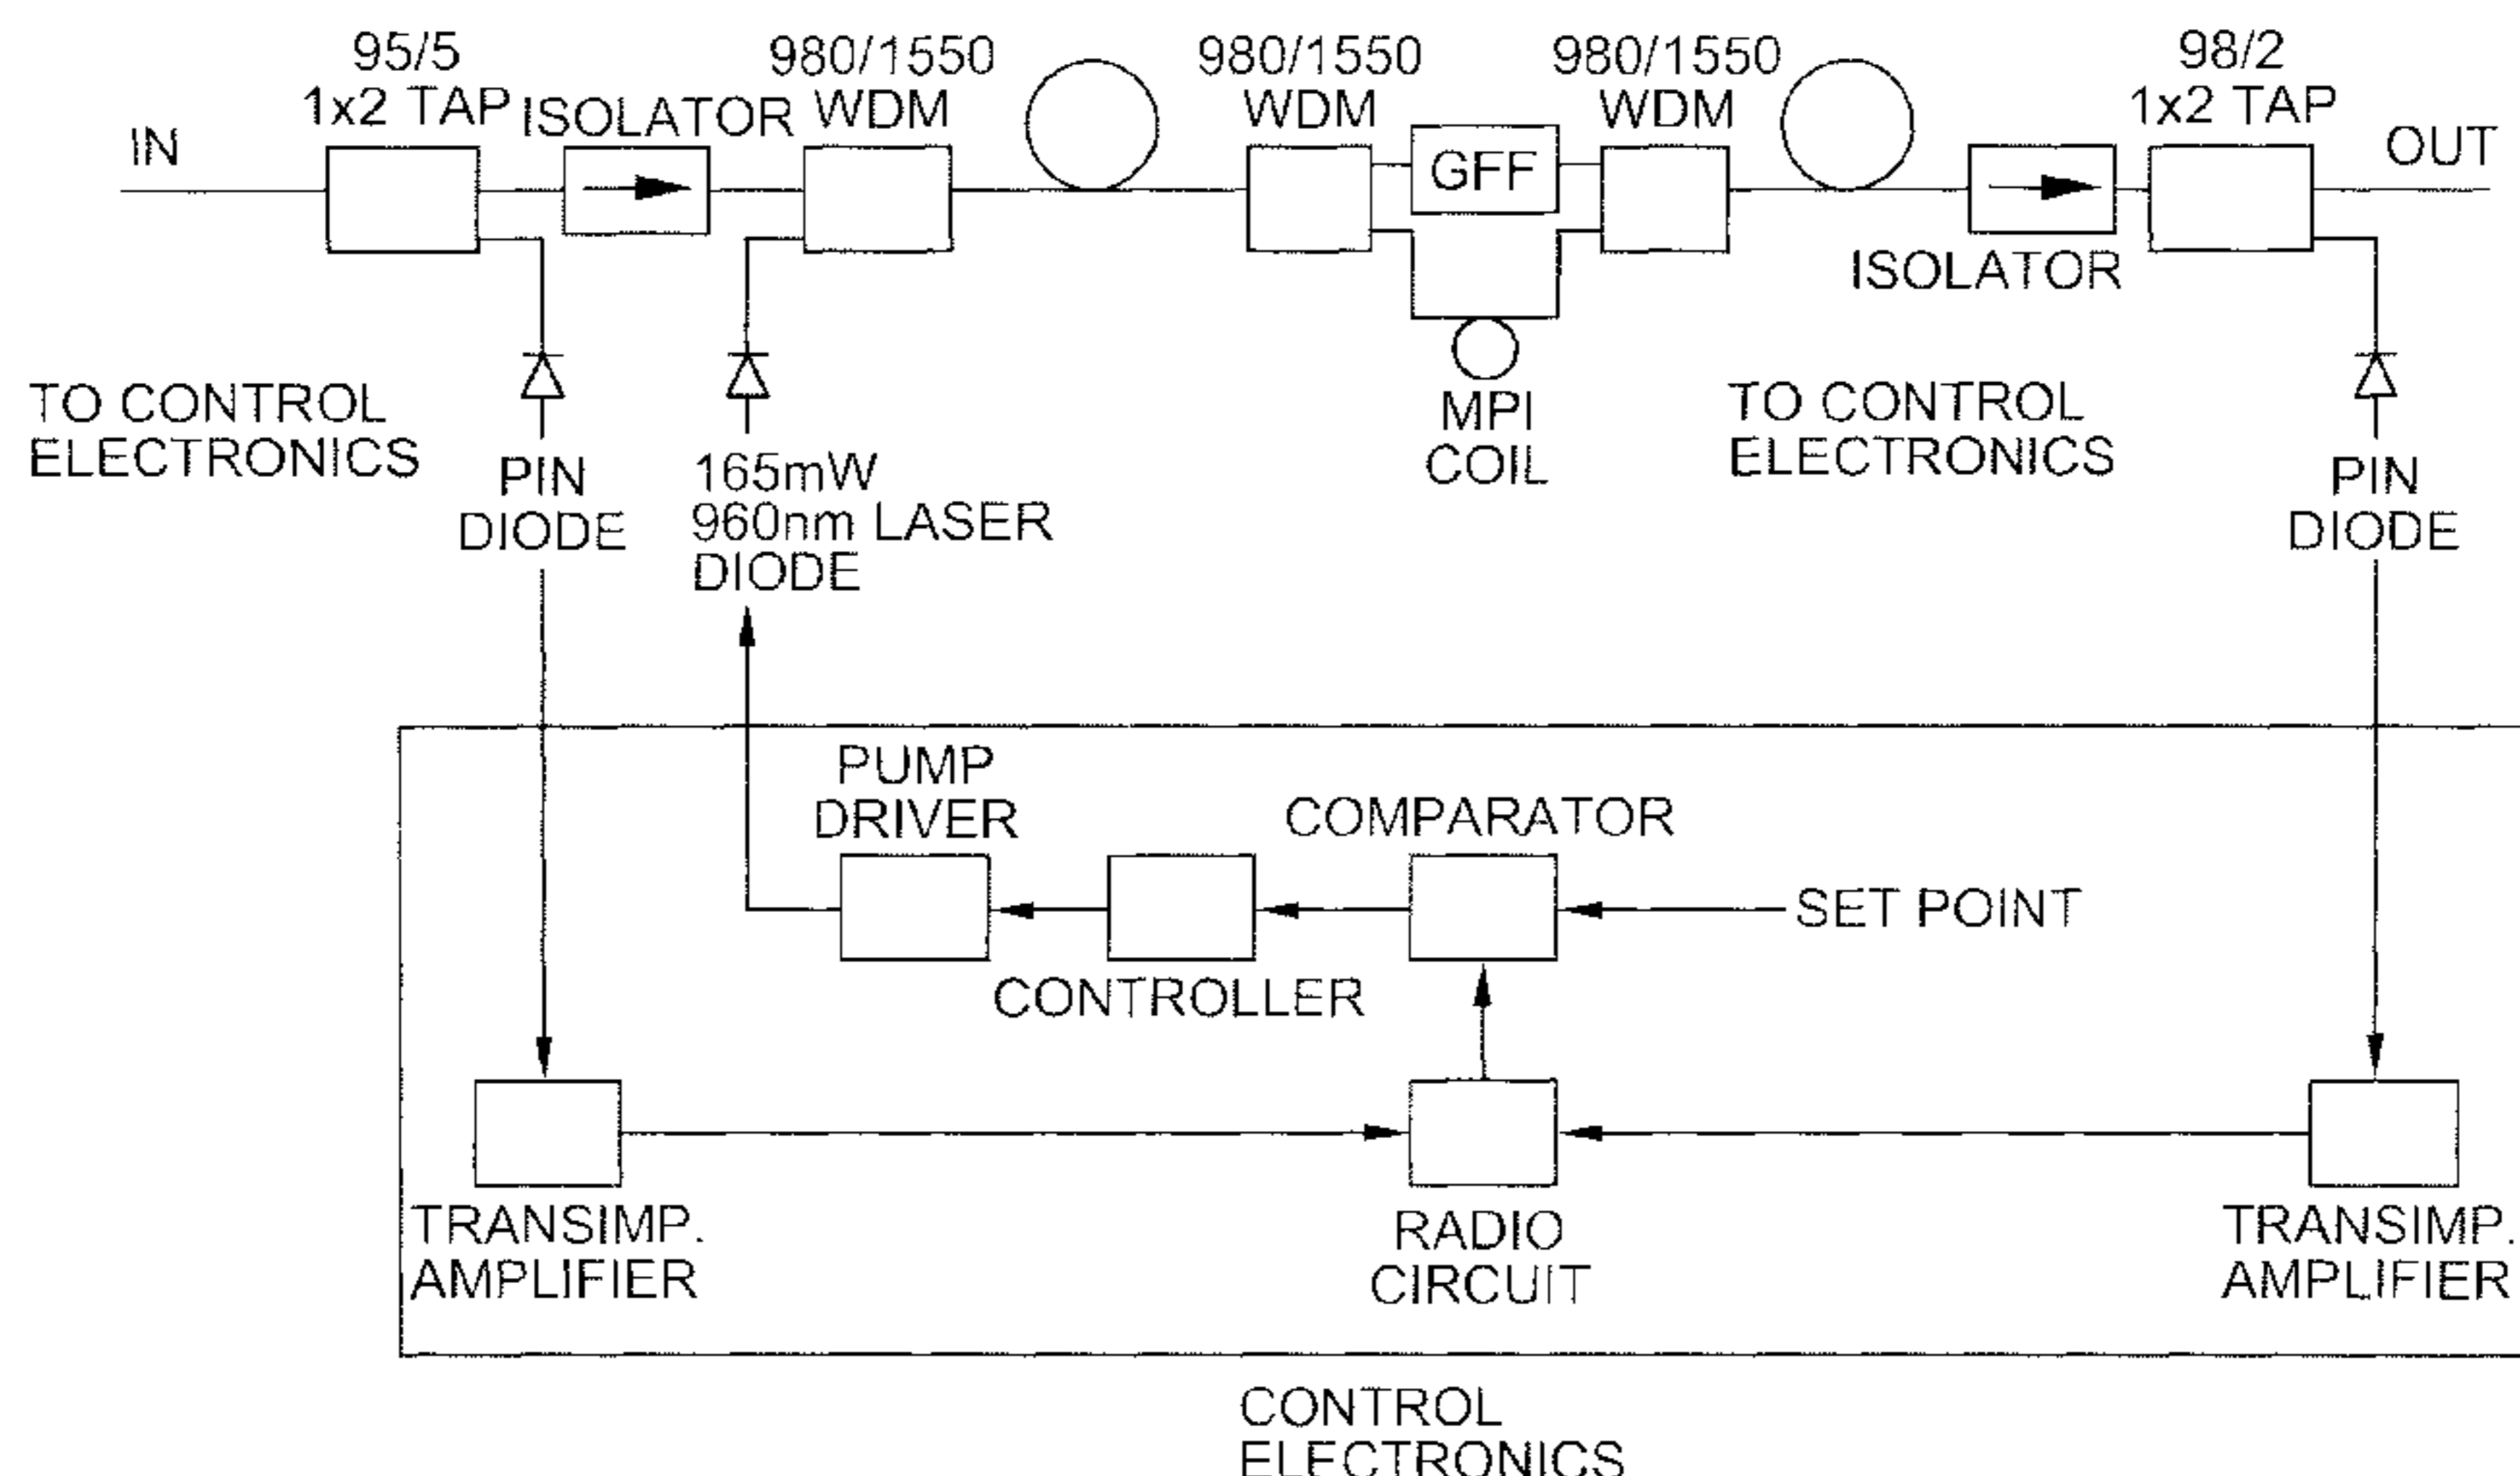 95/5
1x2 TAP
ISOLATOR
980/1550
WDM
980/1550
WDM
980/1550
WDM
98/2
1x2 TAP
IN
GFF
OUT
ISOLATOR
TO CONTROL
ELECTRONICS
PIN
DIODE
165mW
960nm LASER
DIODE
MPI
COIL
TO CONTROL
ELECTRONICS
PIN
DIODE
PUMP
DRIVER
COMPARATOR
SET POINT
CONTROLLER
TRANSIMP.
AMPLIFIER
RADIO
CIRCUIT
TRANSIMP.
AMPLIFIER
CONTROL
ELECTRONICS